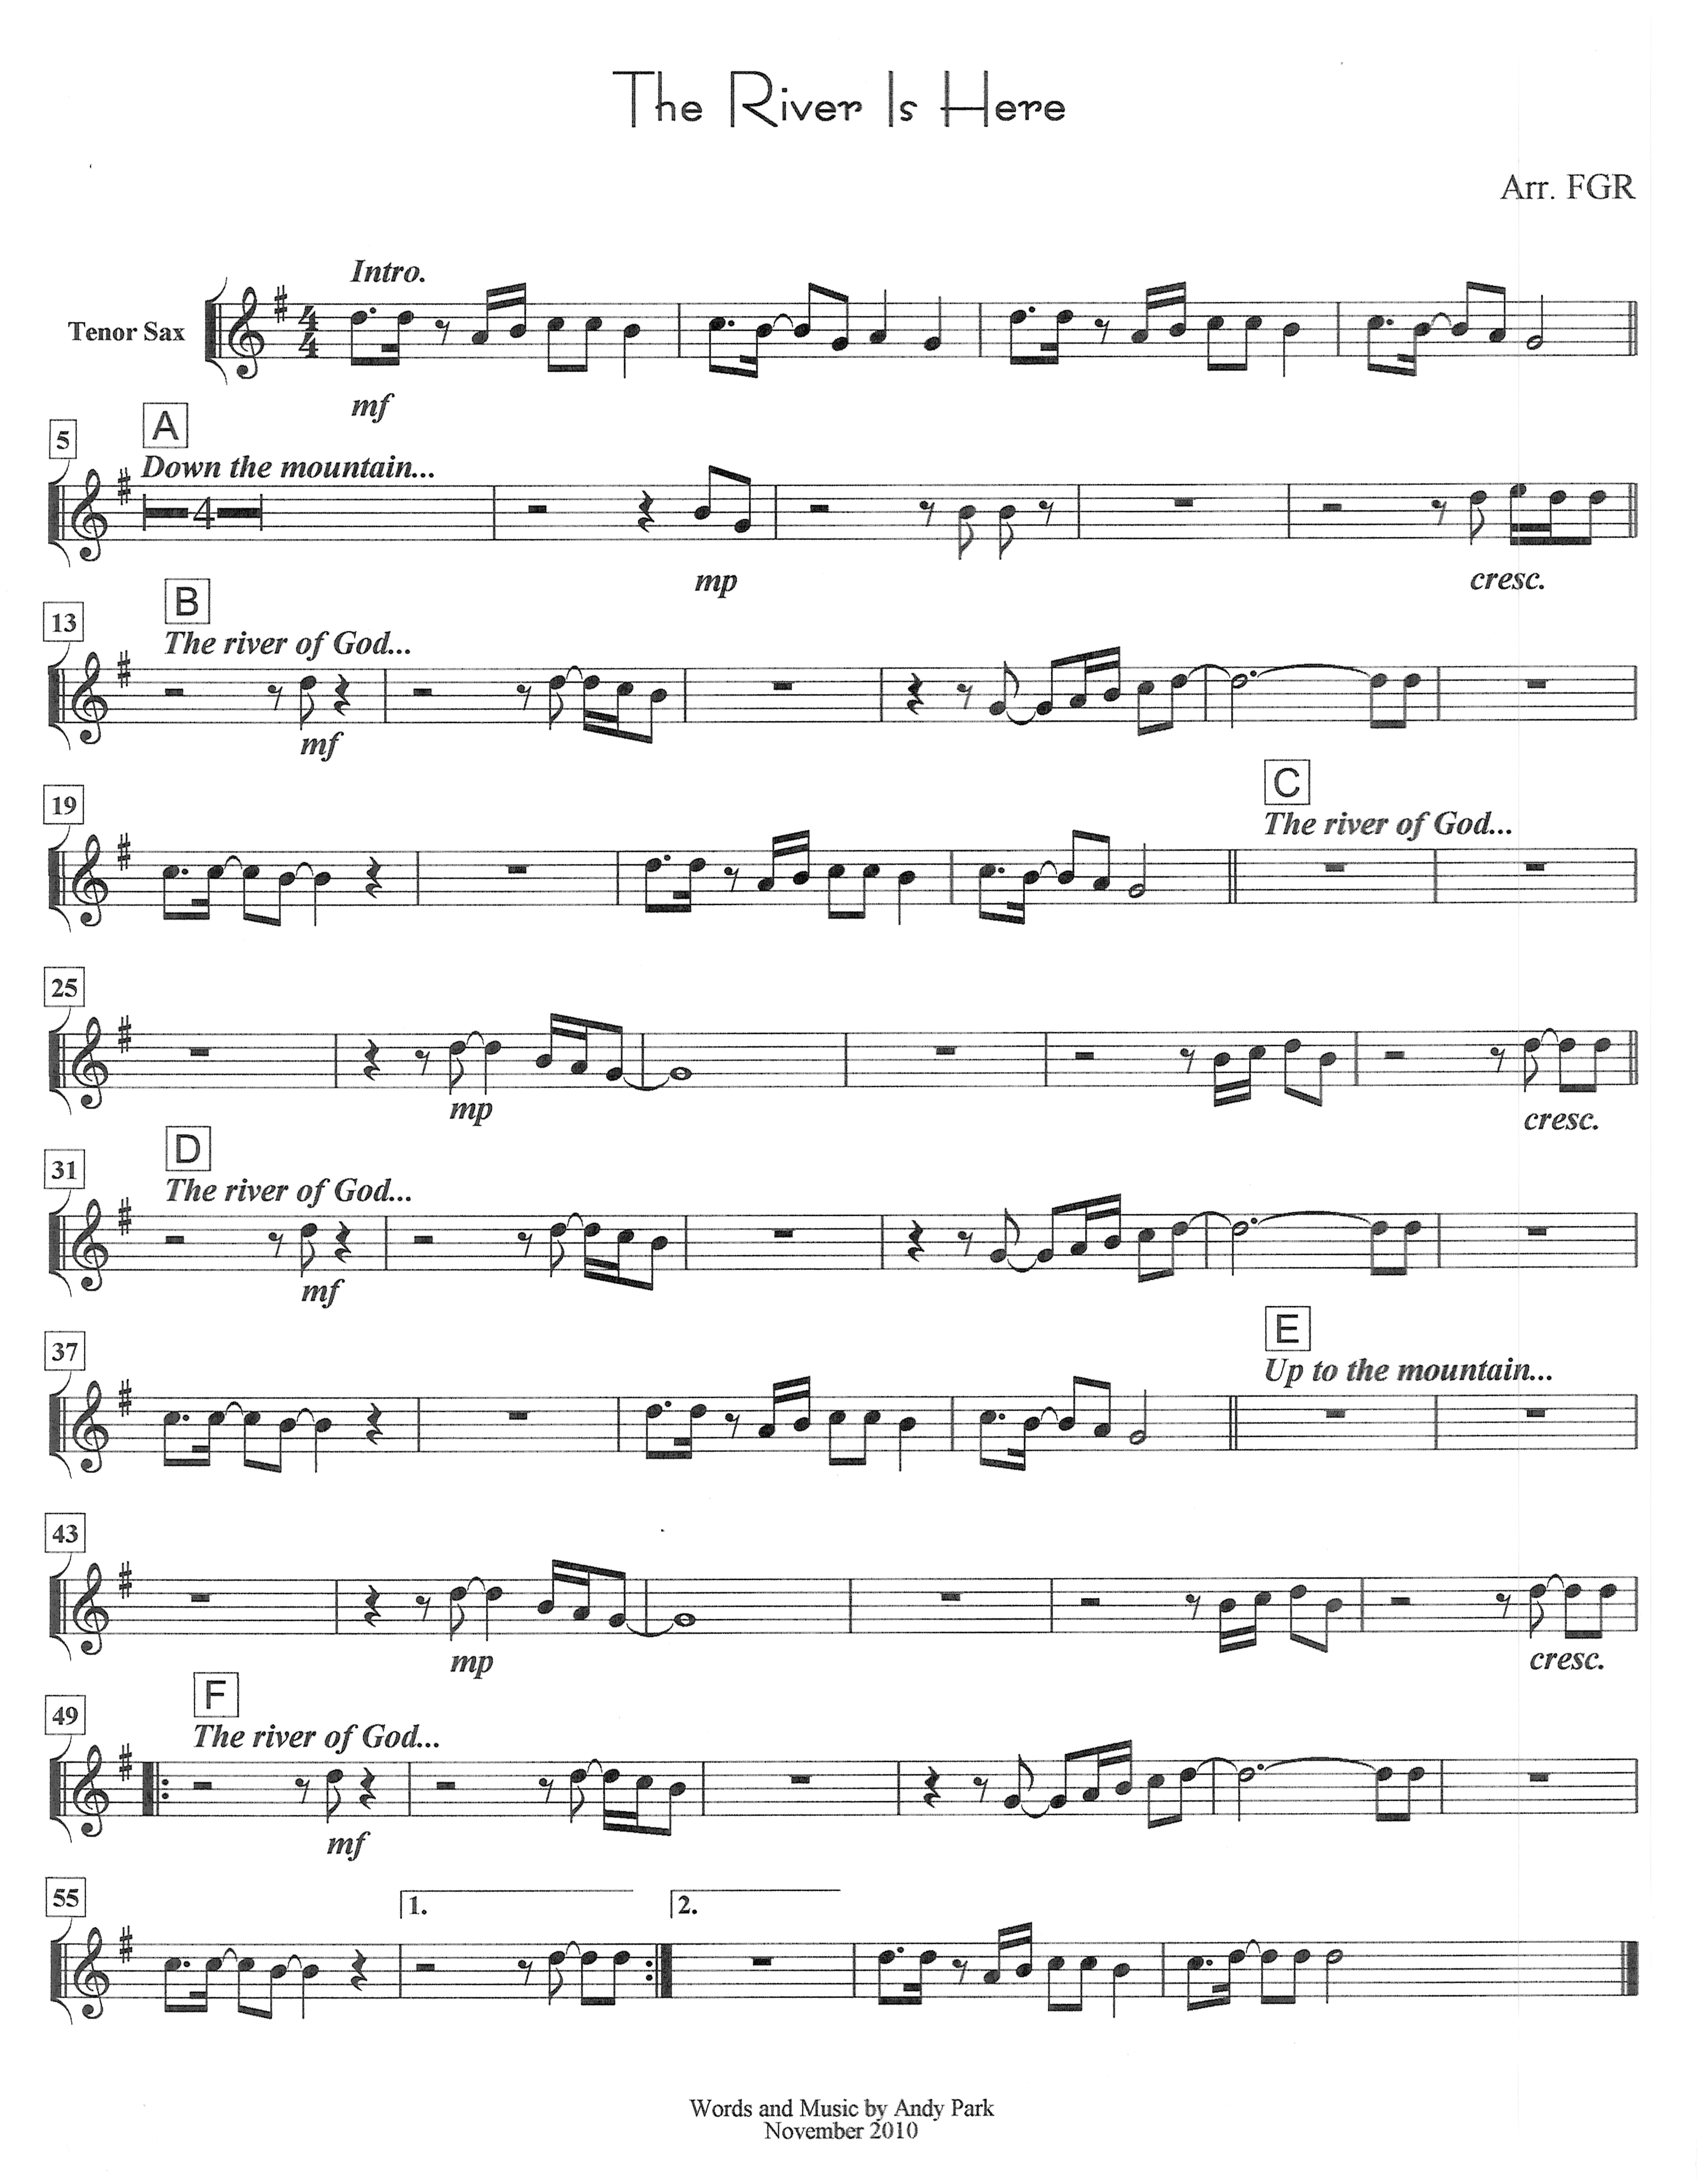 The River Is Here
Arr. FGR
Intro.
Tenor Sax
4
4
mf
5
A
Down the mountain...
4
mp
cresc.
13
B
The river of God...
mf
19
C
The river of God...
25
mp
cresc.
31
D
The river of God...
mf
37
E
Up to the mountain...
43
mp
cresc.
49
F
The river of God...
mf
55
1.
2.
Words and Music by Andy Park
November 2010